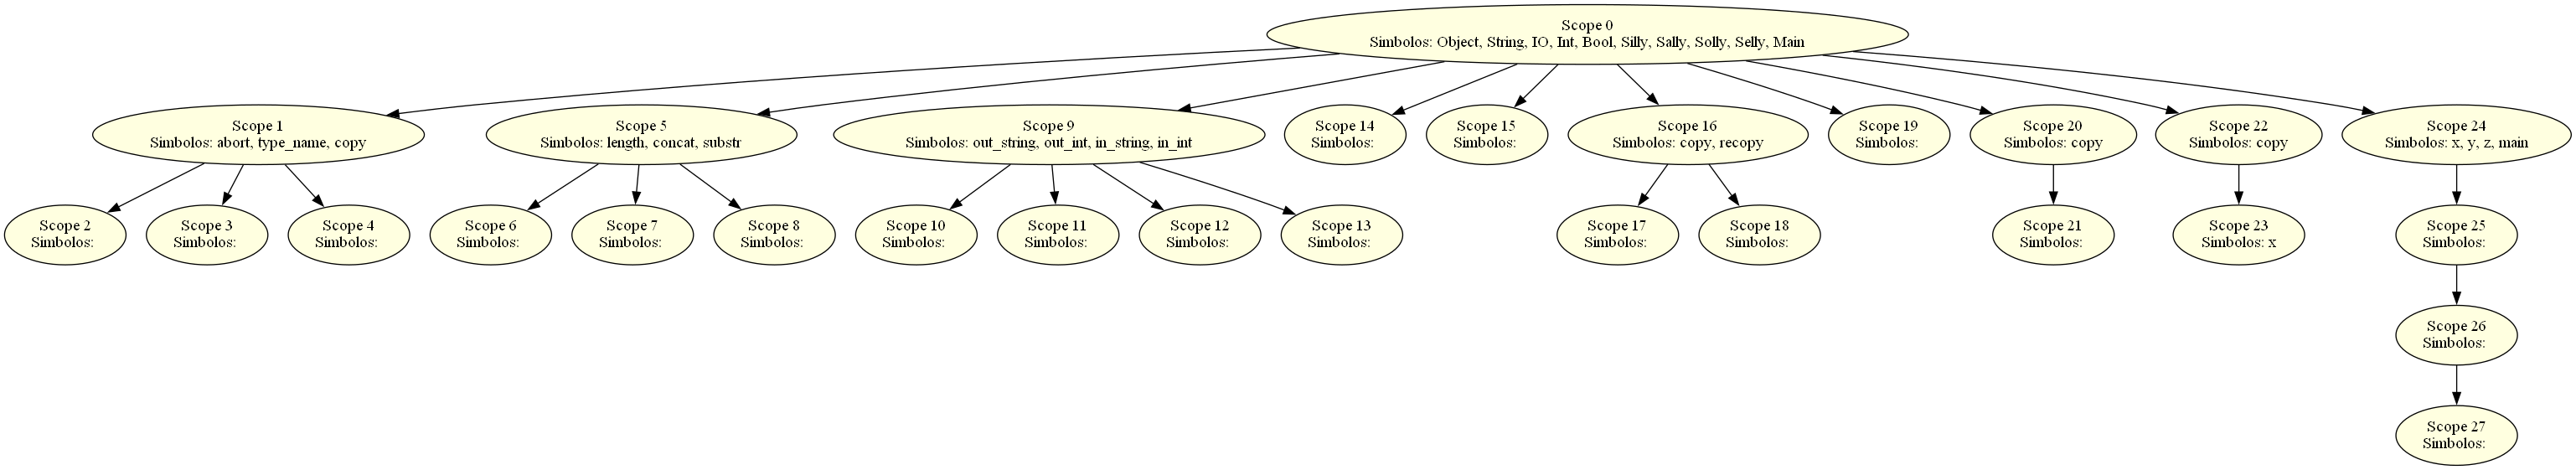 Scope 0
Simbolos: Object, String, IO, Int, Bool, Silly, Sally, Solly, Selly, Main
Scope 1
Simbolos: abort, type_name, copy
Scope 5
Simbolos: length, concat, substr
Scope 9
Simbolos: out_string, out_int, in_string, in_int
Scope 14
Simbolos:
Scope 15
Simbolos:
Scope 16
Simbolos: copy, recopy
Scope 19
Simbolos:
Scope 20
Simbolos: copy
Scope 22
Simbolos: copy
Scope 24
Simbolos: x, y, z, main
Scope 2
Simbolos:
Scope 3
Simbolos:
Scope 4
Simbolos:
Scope 6
Simbolos:
Scope 7
Simbolos:
Scope 8
Simbolos:
Scope 10
Simbolos:
Scope 11
Simbolos:
Scope 12
Simbolos:
Scope 13
Simbolos:
Scope 17
Simbolos:
Scope 18
Simbolos:
Scope 21
Simbolos:
Scope 23
Simbolos: x
Scope 25
Simbolos:
Scope 26
Simbolos:
Scope 27
Simbolos: